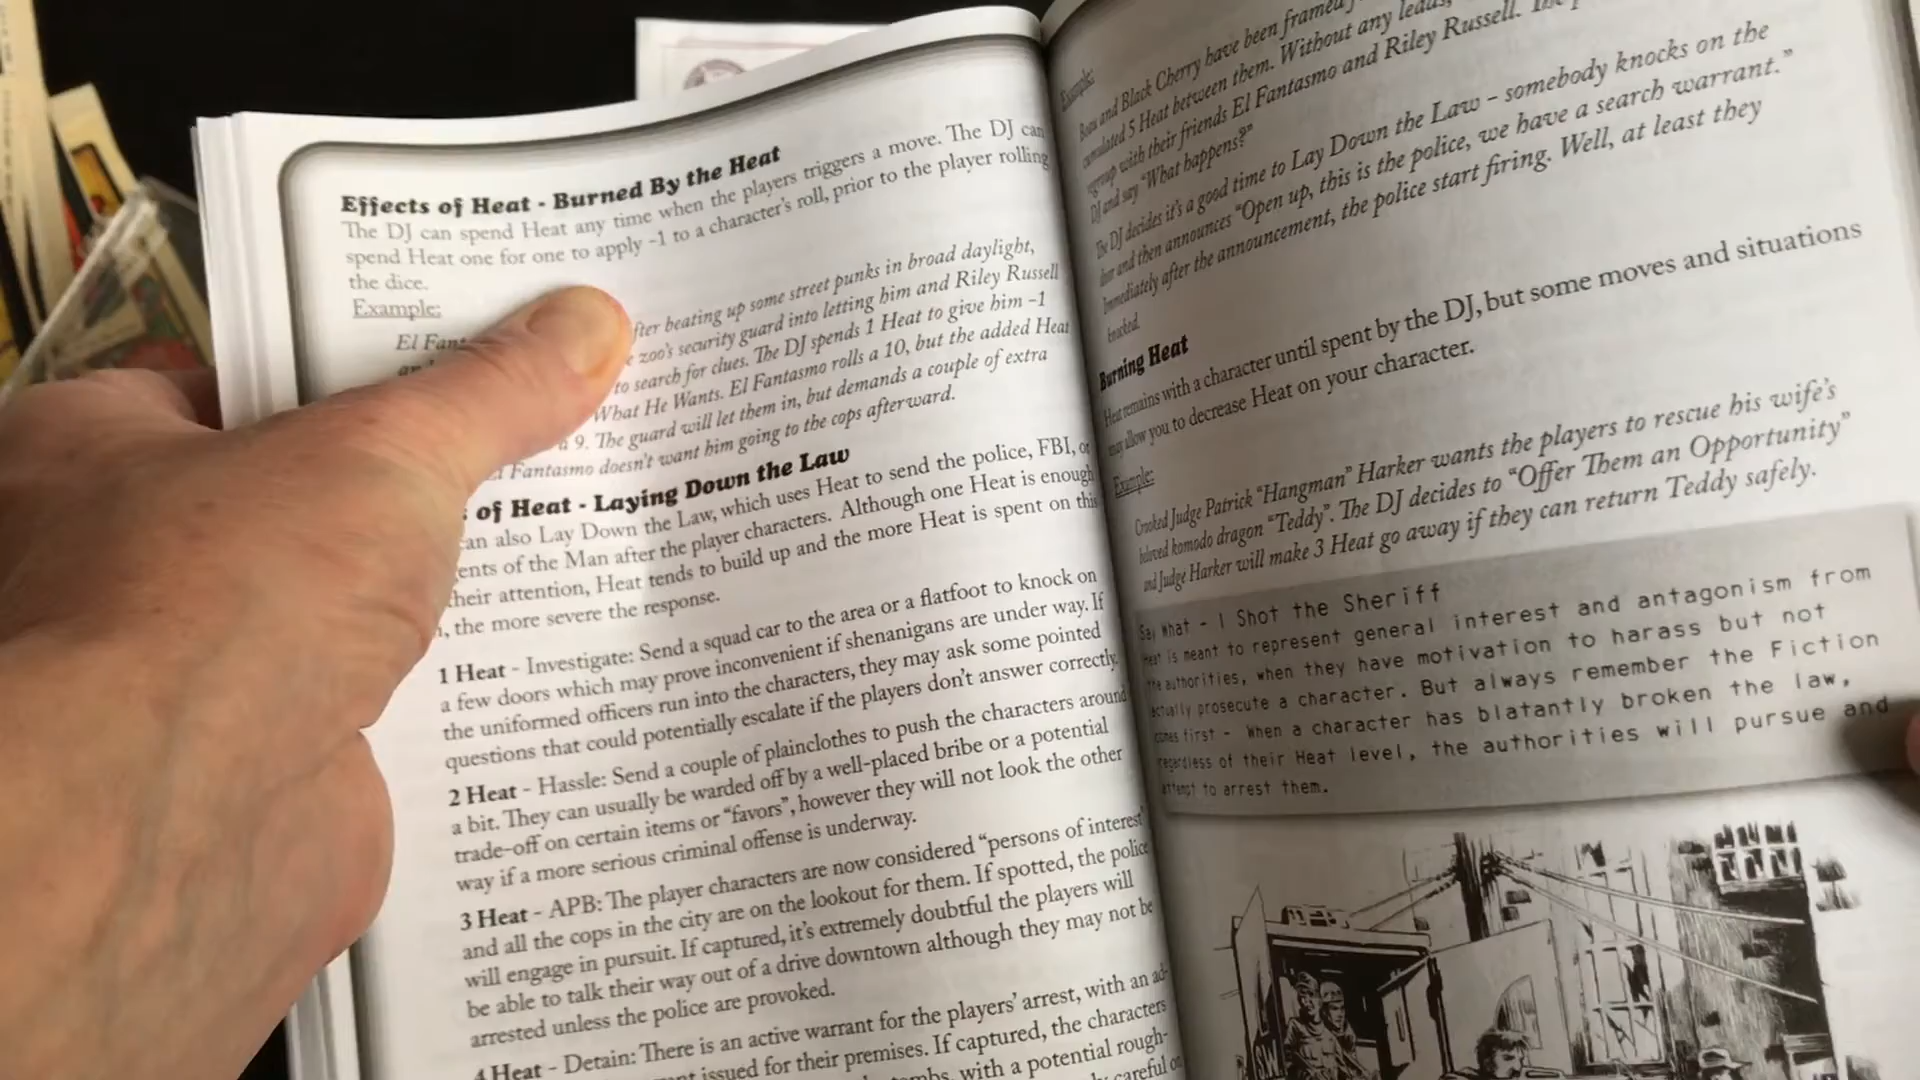 Effects of Heat - Burned By the Heat
The DJ can spend Heat any time when the players triggers a move. The DJ can
spend Heat one for one to apply -1 to a character's roll, prior to the player rolling
the dice.
Example:
El Fant
fter beating up some street punks in broad daylight,
zoo's security guard into letting him and Riley Russell
to search for clues. The DJ spends 1 Heat to give him -1
What He Wants. El Fantasmo rolls a 10, but the added Heat
a 9. The guard will let them in, but demands a couple of extra
Fantasmo doesn't want him going to the cops afterward.
of Heat - Laying Down the Law
an also Lay Down the Law, which uses Heat to send the police, FBI, or
ents of the Man after the player characters. Although one Heat is enough
their attention, Heat tends to build up and the more Heat is spent on this
, the more severe the response.
1 Heat - Investigate: Send a squad car to the area or a flatfoot to knock on
a few doors which may prove inconvenient if shenanigans are under way. If
the uniformed officers run into the characters, they may ask some pointed
questions that could potentially escalate if the players don't answer correctly.
2 Heat - Hassle: Send a couple of plainclothes to push the characters around
a bit. They can usually be warded off by a well-placed bribe or a potential
trade-off on certain items or "favors", however they will not look the other
way if a more serious criminal offense is underway.
3 Heat - APB: The player characters are now considered "persons of interest"
and all the cops in the city are on the lookout for them. If spotted, the police
will engage in pursuit. If captured, it's extremely doubtful the players will
be able to talk their way out of a drive downtown although they may not be
arrested unless the police are provoked.
4 Heat - Detain: There is an active warrant for the players' arrest, with an ad-
issued for their premises. If captured, the characters
with a potential rough-
careful
Example:
Beau and Black Cherry have been framed
cumulated 5 Heat between them. Without any leads,
regroup with their friends El Fantasmo and Riley Russell.
DJ and say "What happens?"
The DJ decides it's a good time to Lay Down the Law – somebody knocks on the
door and then announces "Open up, this is the police, we have a search warrant."
Immediately after the announcement, the police start firing. Well, at least they
knocked.
Burning Heat
Heat remains with a character until spent by the DJ, but some moves and situations
may allow you to decrease Heat on your character.
Example:
Crooked Judge Patrick "Hangman" Harker wants the players to rescue his wife's
beloved komodo dragon "Teddy". The DJ decides to "Offer Them an Opportunity"
and Judge Harker will make 3 Heat go away if they can return Teddy safely.
Say What - I Shot the Sheriff
Heat is meant to represent general interest and antagonism from
the authorities, when they have motivation to harass but not
actually prosecute a character. But always remember the Fiction
comes first - When a character has blatantly broken the law,
regardless of their Heat level, the authorities will pursue and
attempt to arrest them.